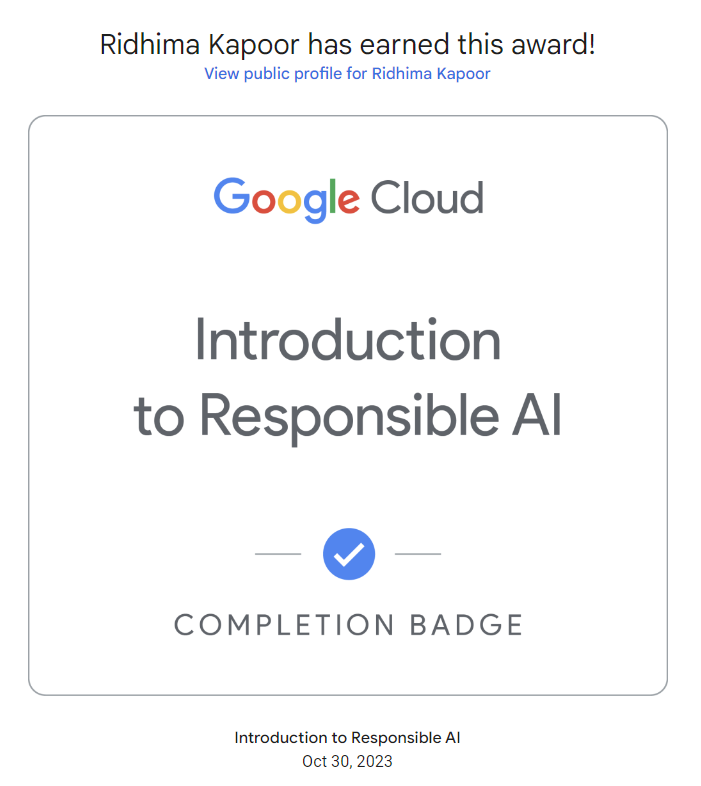 Ridhima Kapoor has earned this award!
View public profile for Ridhima Kapoor
Google Cloud
Introduction
to Responsible AI
COMPLETION BADGE
Introduction to Responsible AI
Oct 30, 2023